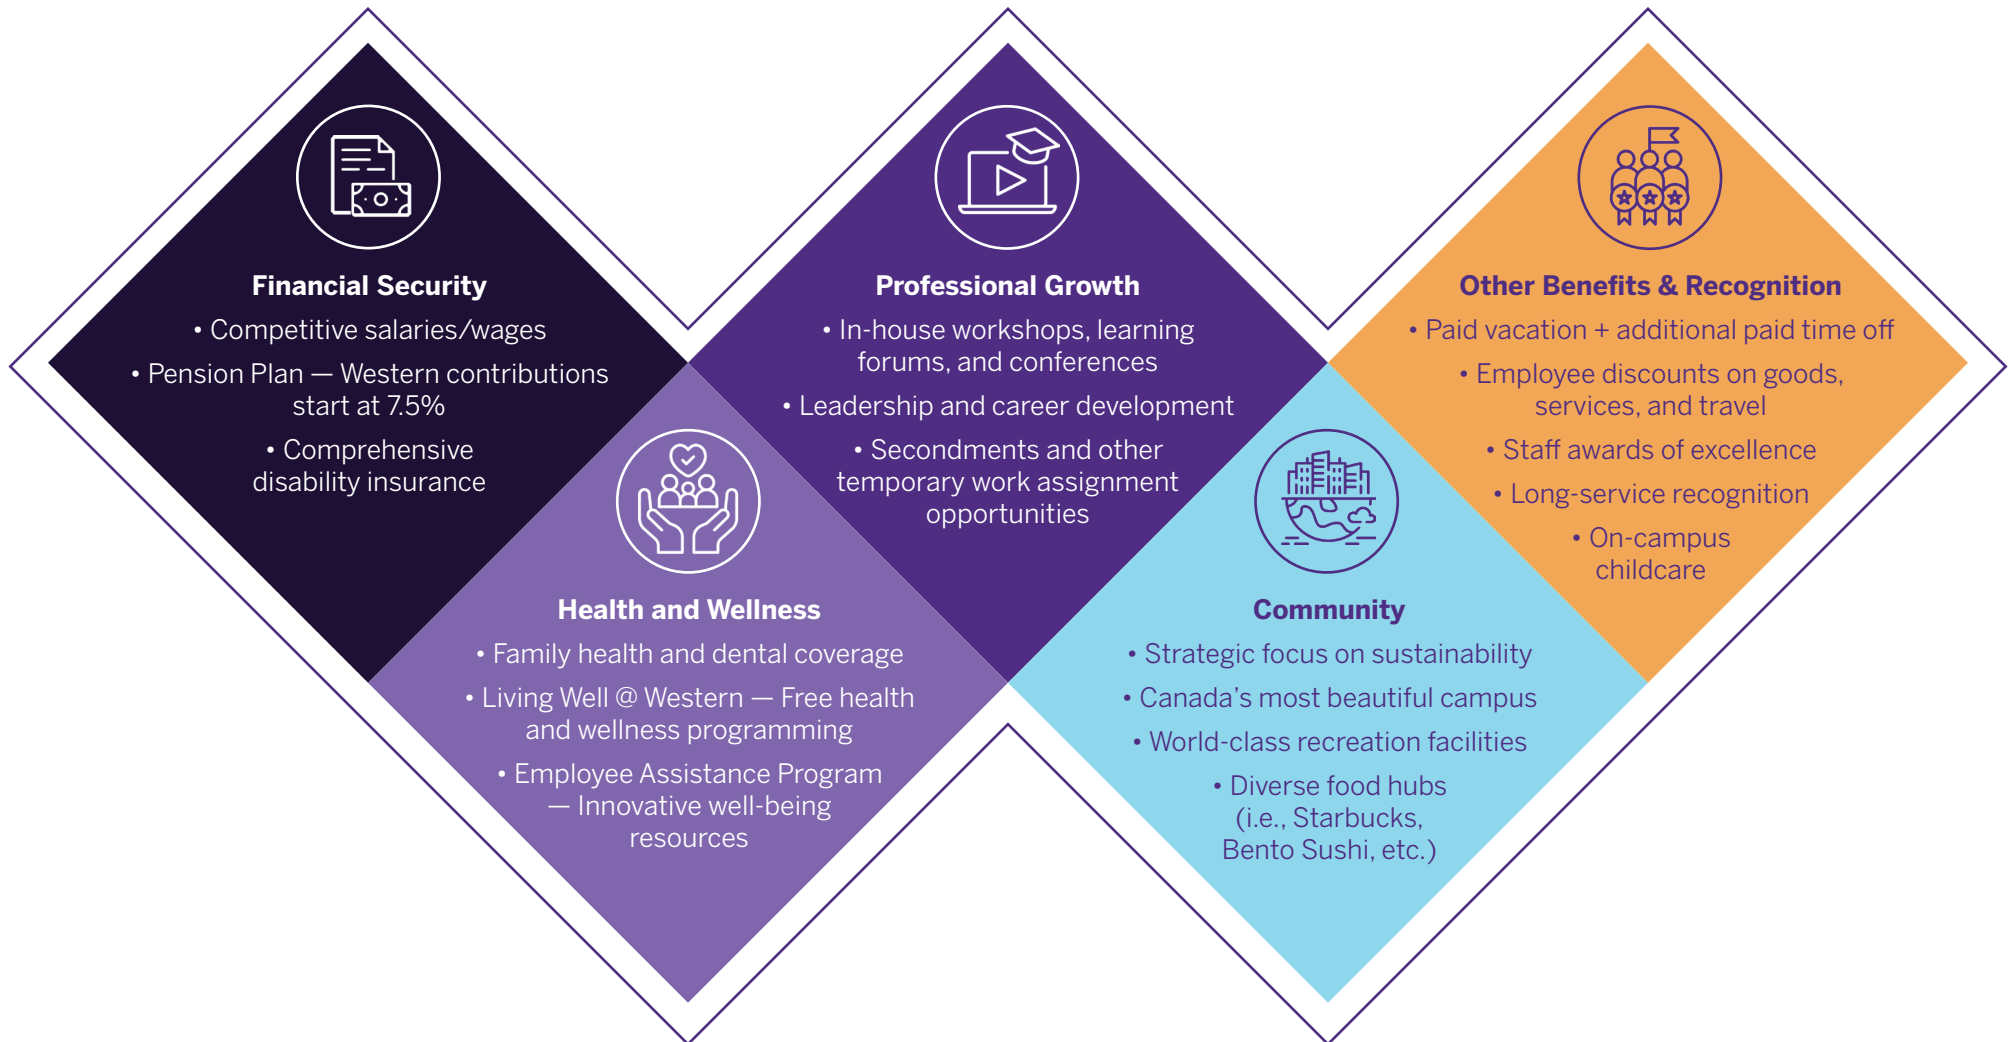 Financial Security
• Competitive salaries/wages
• Pension Plan — Western contributions
start at 7.5%
• Comprehensive
disability insurance
Health and Wellness
• Family health and dental coverage
• Living Well @ Western — Free health
and wellness programming
• Employee Assistance Program
— Innovative well-being
resources
Professional Growth
• In-house workshops, learning
forums, and conferences
• Leadership and career development
• Secondments and other
temporary work assignment
opportunities
Community
• Strategic focus on sustainability
• Canada's most beautiful campus
• World-class recreation facilities
• Diverse food hubs
(i.e., Starbucks,
Bento Sushi, etc.)
Other Benefits & Recognition
• Paid vacation + additional paid time off
• Employee discounts on goods,
services, and travel
• Staff awards of excellence
• Long-service recognition
• On-campus
childcare